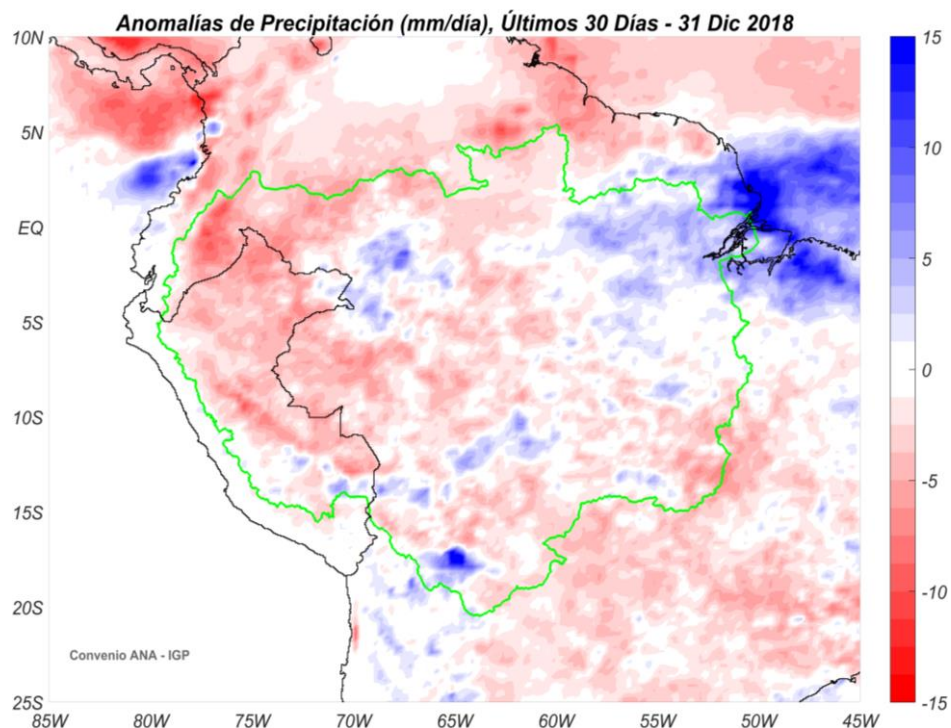 Anomalías de Precipitación (mm/día), Últimos 30 Días - 31 Dic 2018
10N
5N
EQ
5S
10S
15S
20S
25S
85W 80W 75W 70W 65W 60W 55W 50W 45W
15
10
5
0
-5
-10
-15
Convenio ANA - IGP